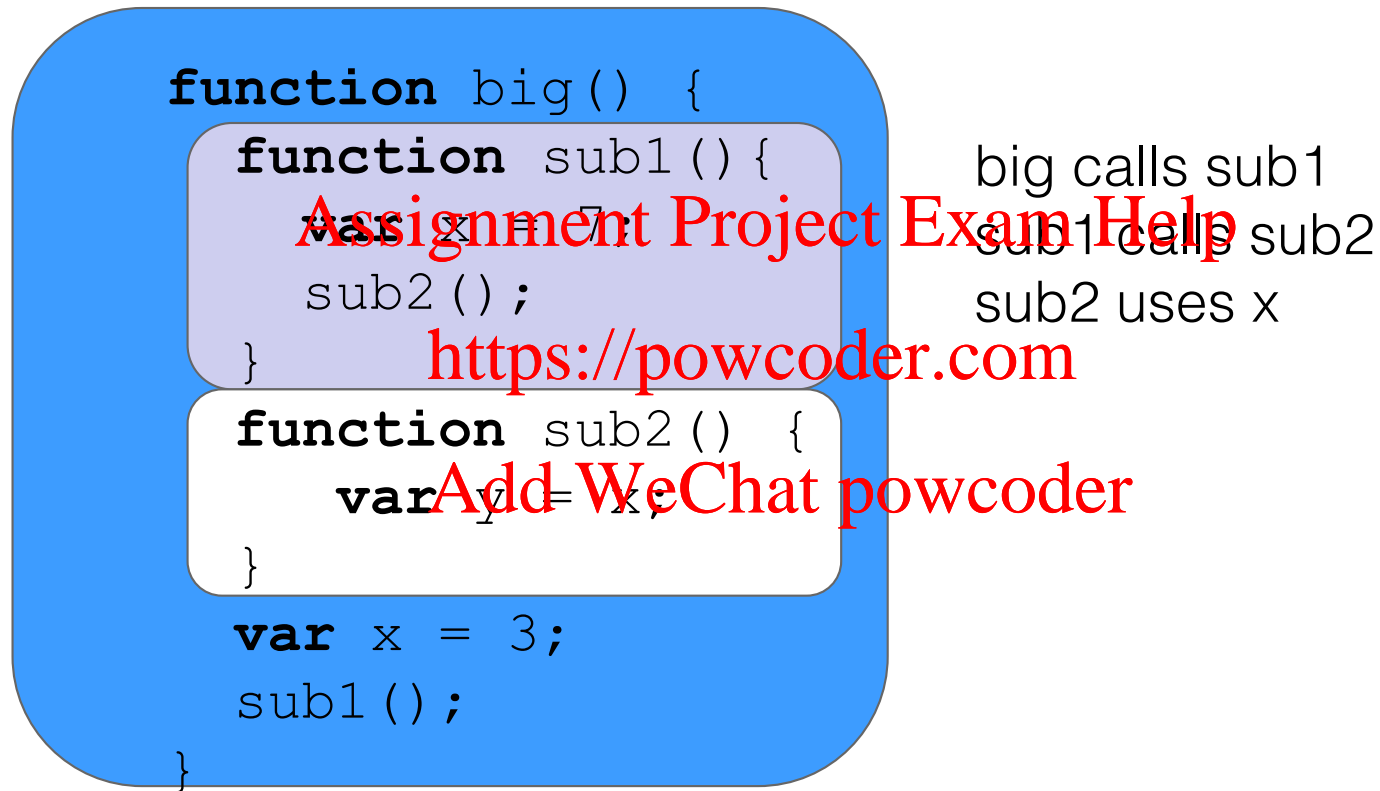 function big() {
function sub1(){
var x = 7;
sub2();
}
function sub2() {
var y = x;
}
var x = 3;
sub1();
}
big calls sub1
sub1 calls sub2
sub2 uses x
Assignment Project Exam Help
https://powcoder.com
Add WeChat powcoder